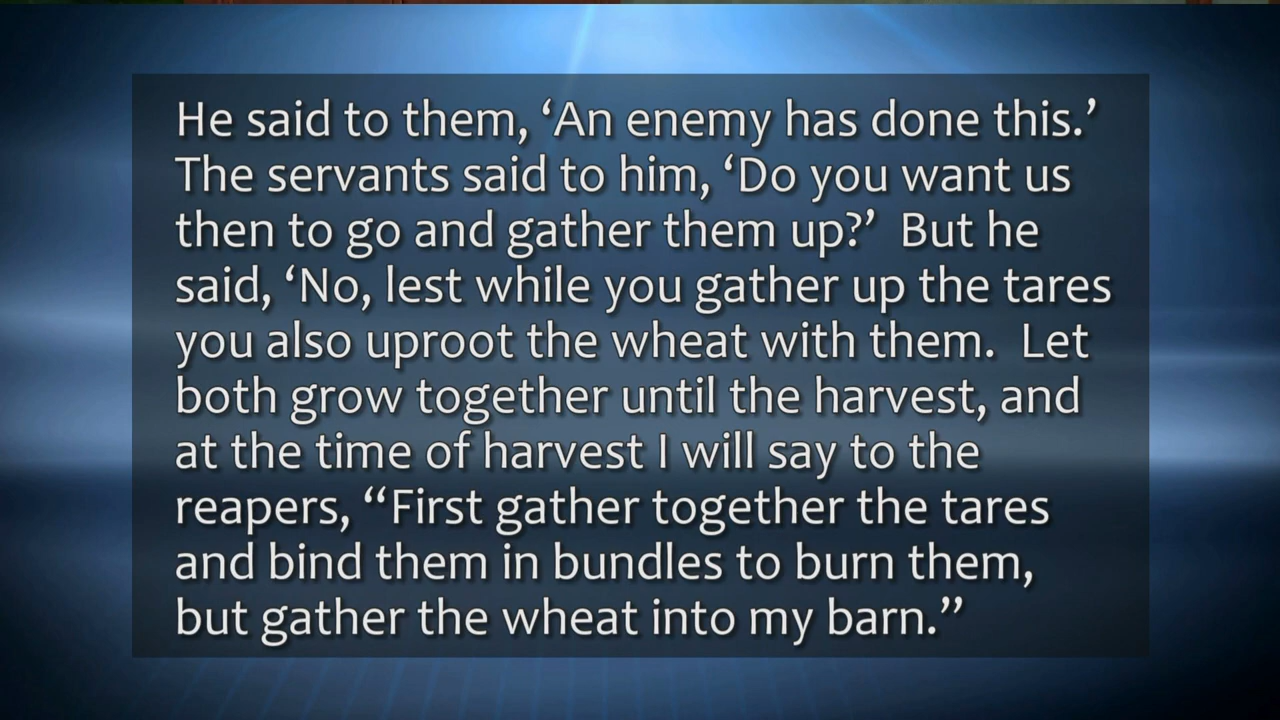 He said to them, ‘An enemy has done this.’
The servants said to him, ‘Do you want us
then to go and gather them up?’  But he
said, ‘No, lest while you gather up the tares
you also uproot the wheat with them.  Let
both grow together until the harvest, and
at the time of harvest I will say to the
reapers, “First gather together the tares
and bind them in bundles to burn them,
but gather the wheat into my barn.”